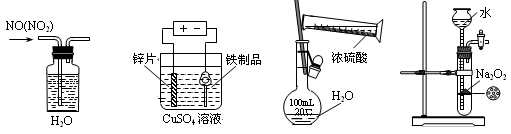 NO(NO₂)
H₂O
+ −
锌片
铁制品
CuSO₄溶液
浓硫酸
100mL
20℃
H₂O
水
Na₂O₂